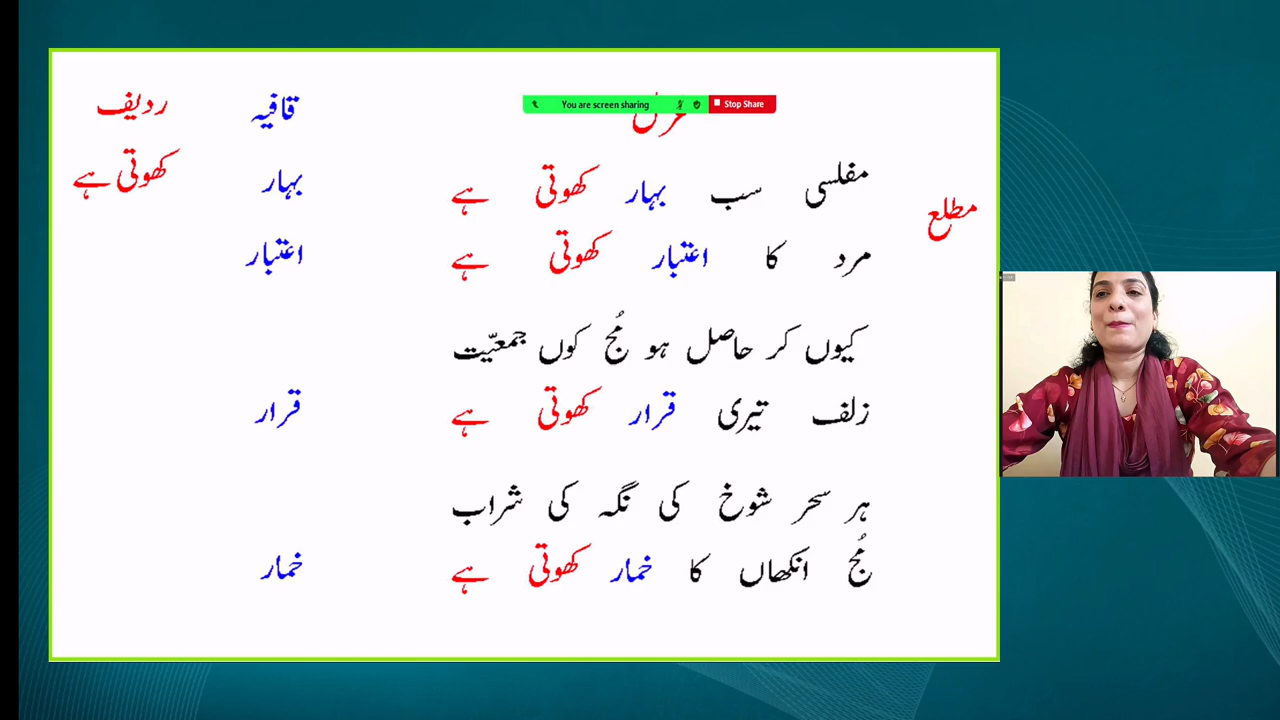 You are screen sharing Stop Share
قافیہ ردیف
مطلع
مفلسی سب بہار کھوتی ہے بہار کھوتی ہے
مرد کا اعتبار کھوتی ہے اعتبار
کیوں کر حاصل ہو مُج کوں جمعیّت
زلف تیری قرار کھوتی ہے قرار
ہر سحر شوخ کی نگہ کی شراب
مُج انکھاں کا خمار کھوتی ہے خمار